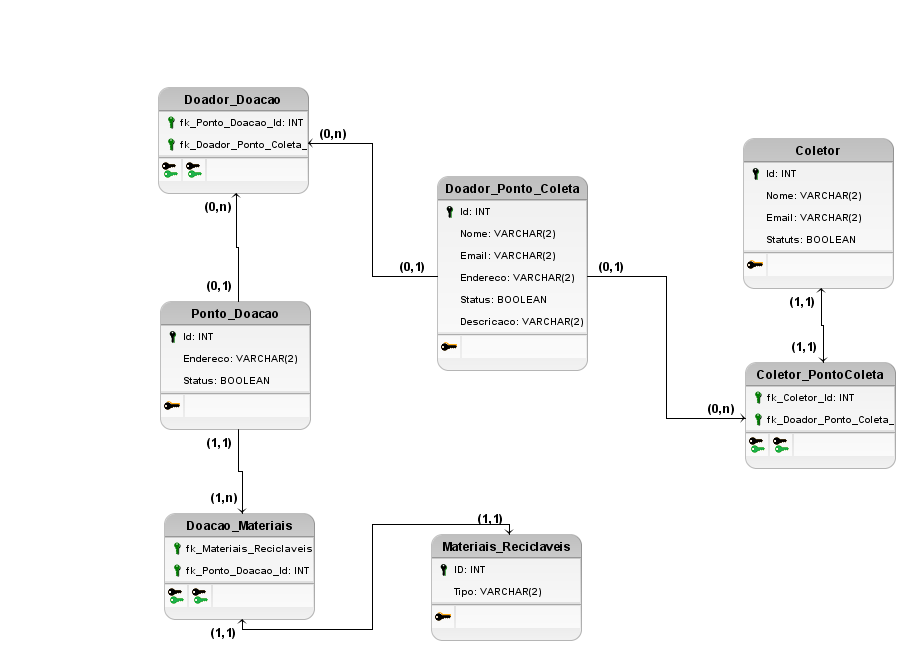 Doador_Doacao
fk_Ponto_Doacao_Id: INT
fk_Doador_Ponto_Coleta_
(0,n)
(0,n)
(0,1)
Ponto_Doacao
Id: INT
Endereco: VARCHAR(2)
Status: BOOLEAN
(1,1)
(1,n)
Doacao_Materiais
fk_Materiais_Reciclaveis
fk_Ponto_Doacao_Id: INT
(1,1)
Doador_Ponto_Coleta
Id: INT
Nome: VARCHAR(2)
Email: VARCHAR(2)
Endereco: VARCHAR(2)
Status: BOOLEAN
Descricaco: VARCHAR(2)
(0,1)
(0,1)
(1,1)
Materiais_Reciclaveis
ID: INT
Tipo: VARCHAR(2)
Coletor
Id: INT
Nome: VARCHAR(2)
Email: VARCHAR(2)
Statuts: BOOLEAN
(1,1)
(1,1)
Coletor_PontoColeta
fk_Coletor_Id: INT
fk_Doador_Ponto_Coleta_
(0,n)